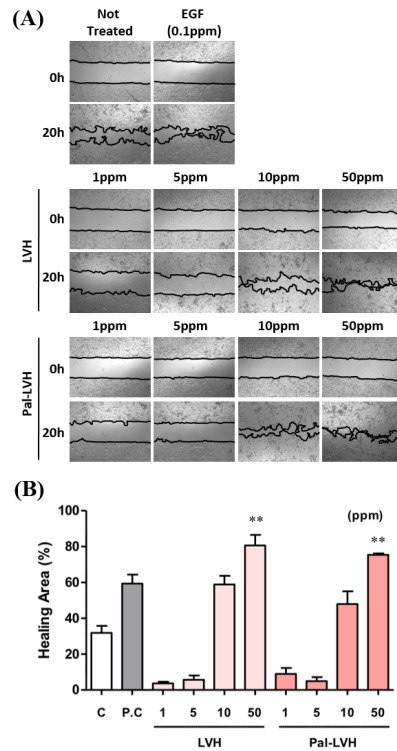 (A)
Not Treated
EGF (0.1ppm)
0h
20h
1ppm 5ppm 10ppm 50ppm
LVH
0h
20h
1ppm 5ppm 10ppm 50ppm
Pal-LVH
0h
20h
(B)
Healing Area (%)
100
80
60
40
20
0
** (ppm) **
C P.C 1 5 10 50 1 5 10 50
LVH Pal-LVH